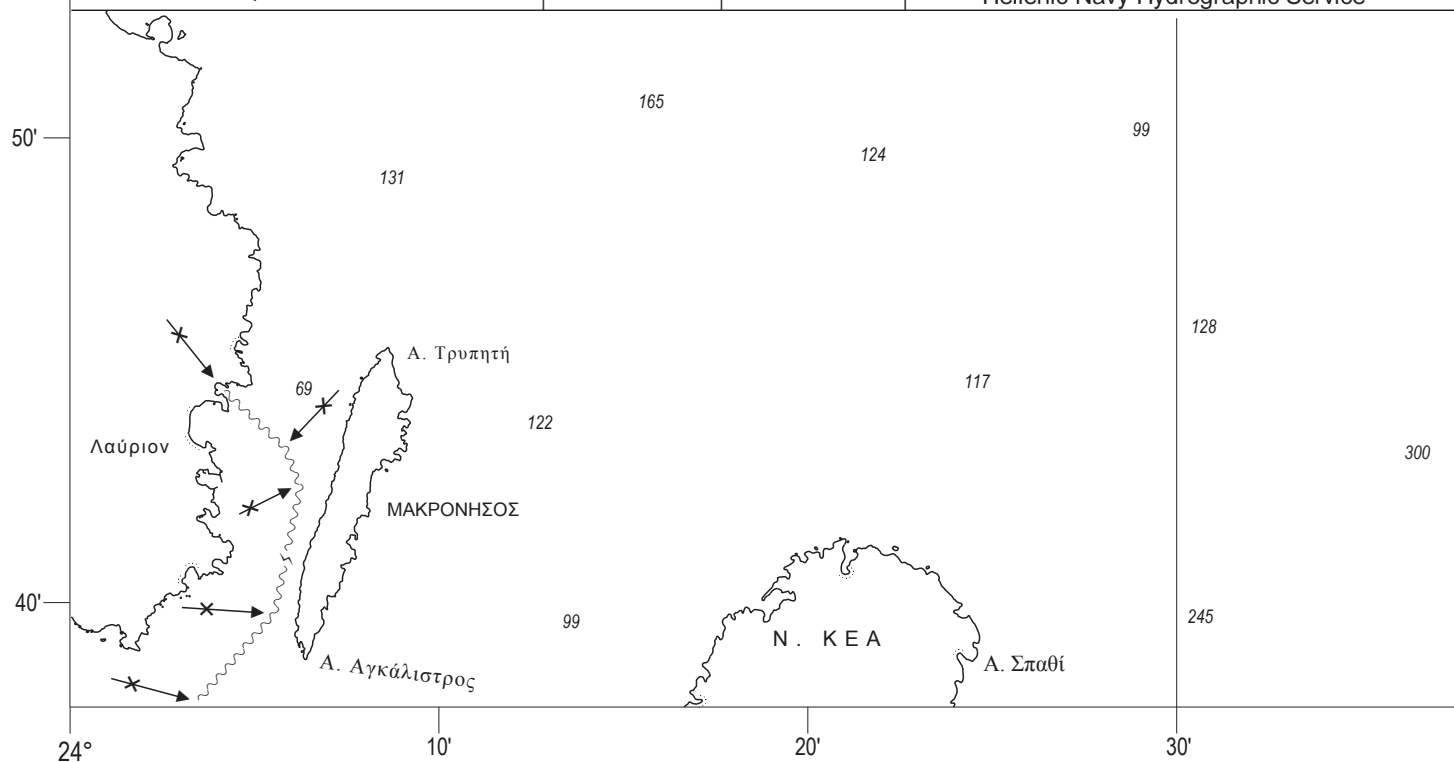 Hellenic Navy Hydrographic Service
165
50'
99
124
131
128
Α. Τρυπητή
117
69
122
Λαύριον
300
ΜΑΚΡΟΝΗΣΟΣ
40'
99
245
Ν. ΚΕΑ
Α. Σπαθί
Α. Αγκάλιστρος
24°
10'
20'
30'